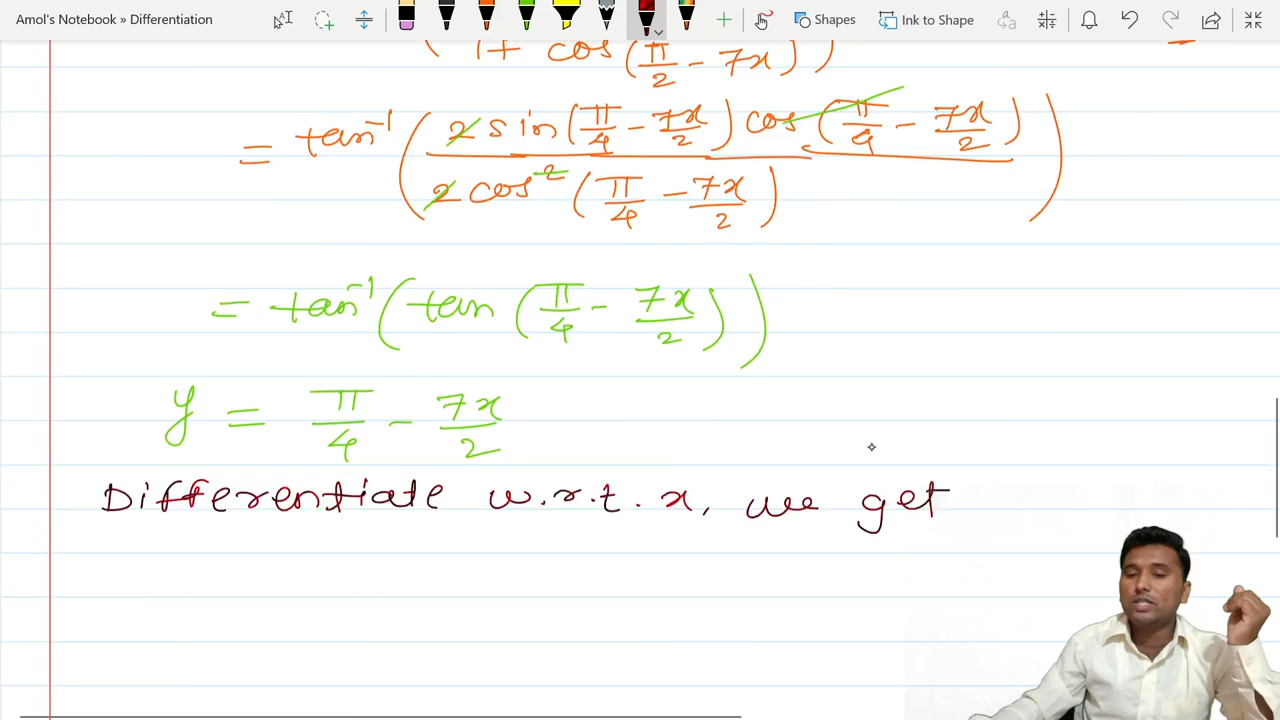 Amol's Notebook » Differentiation
Shapes Ink to Shape
1+ cos(π/2 - 7x)
= tan⁻¹(2 sin(π/4 - 7x/2) cos(π/4 - 7x/2) / 2 cos²(π/4 - 7x/2))
= tan⁻¹(tan(π/4 - 7x/2))
y = π/4 - 7x/2
Differentiate w.r.t. x, we get